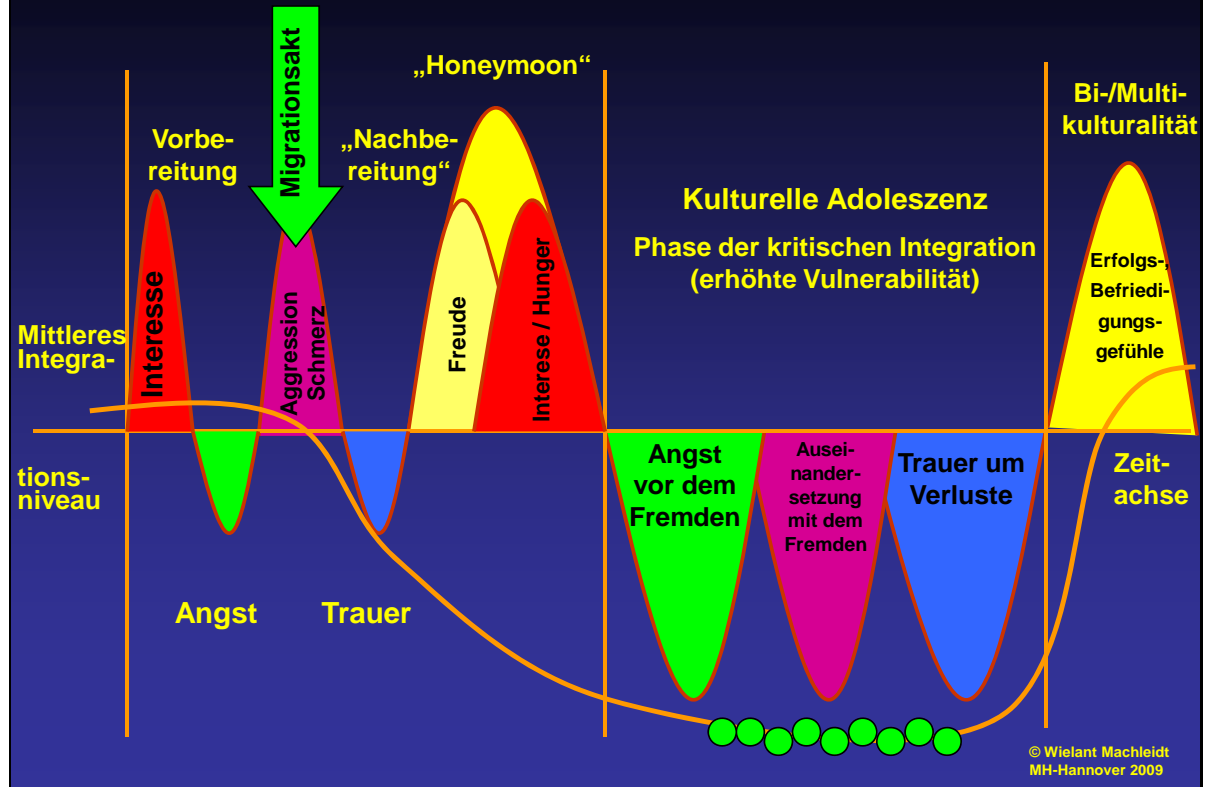 „Honeymoon“
Migrationsakt
Bi-/Multi-
kulturalität
Vorbe-
reitung
„Nachbe-
reitung“
Kulturelle Adoleszenz
Phase der kritischen Integration
(erhöhte Vulnerabilität)
Interesse
Aggression
Schmerz
Freude
Interese / Hunger
Erfolgs-,
Befriedi-
gungs-
gefühle
Mittleres
Integra-
tions-
niveau
Angst
vor dem
Fremden
Ausei-
nander-
setzung
mit dem
Fremden
Trauer um
Verluste
Zeit-
achse
Angst
Trauer
© Wielant Machleidt
MH-Hannover 2009